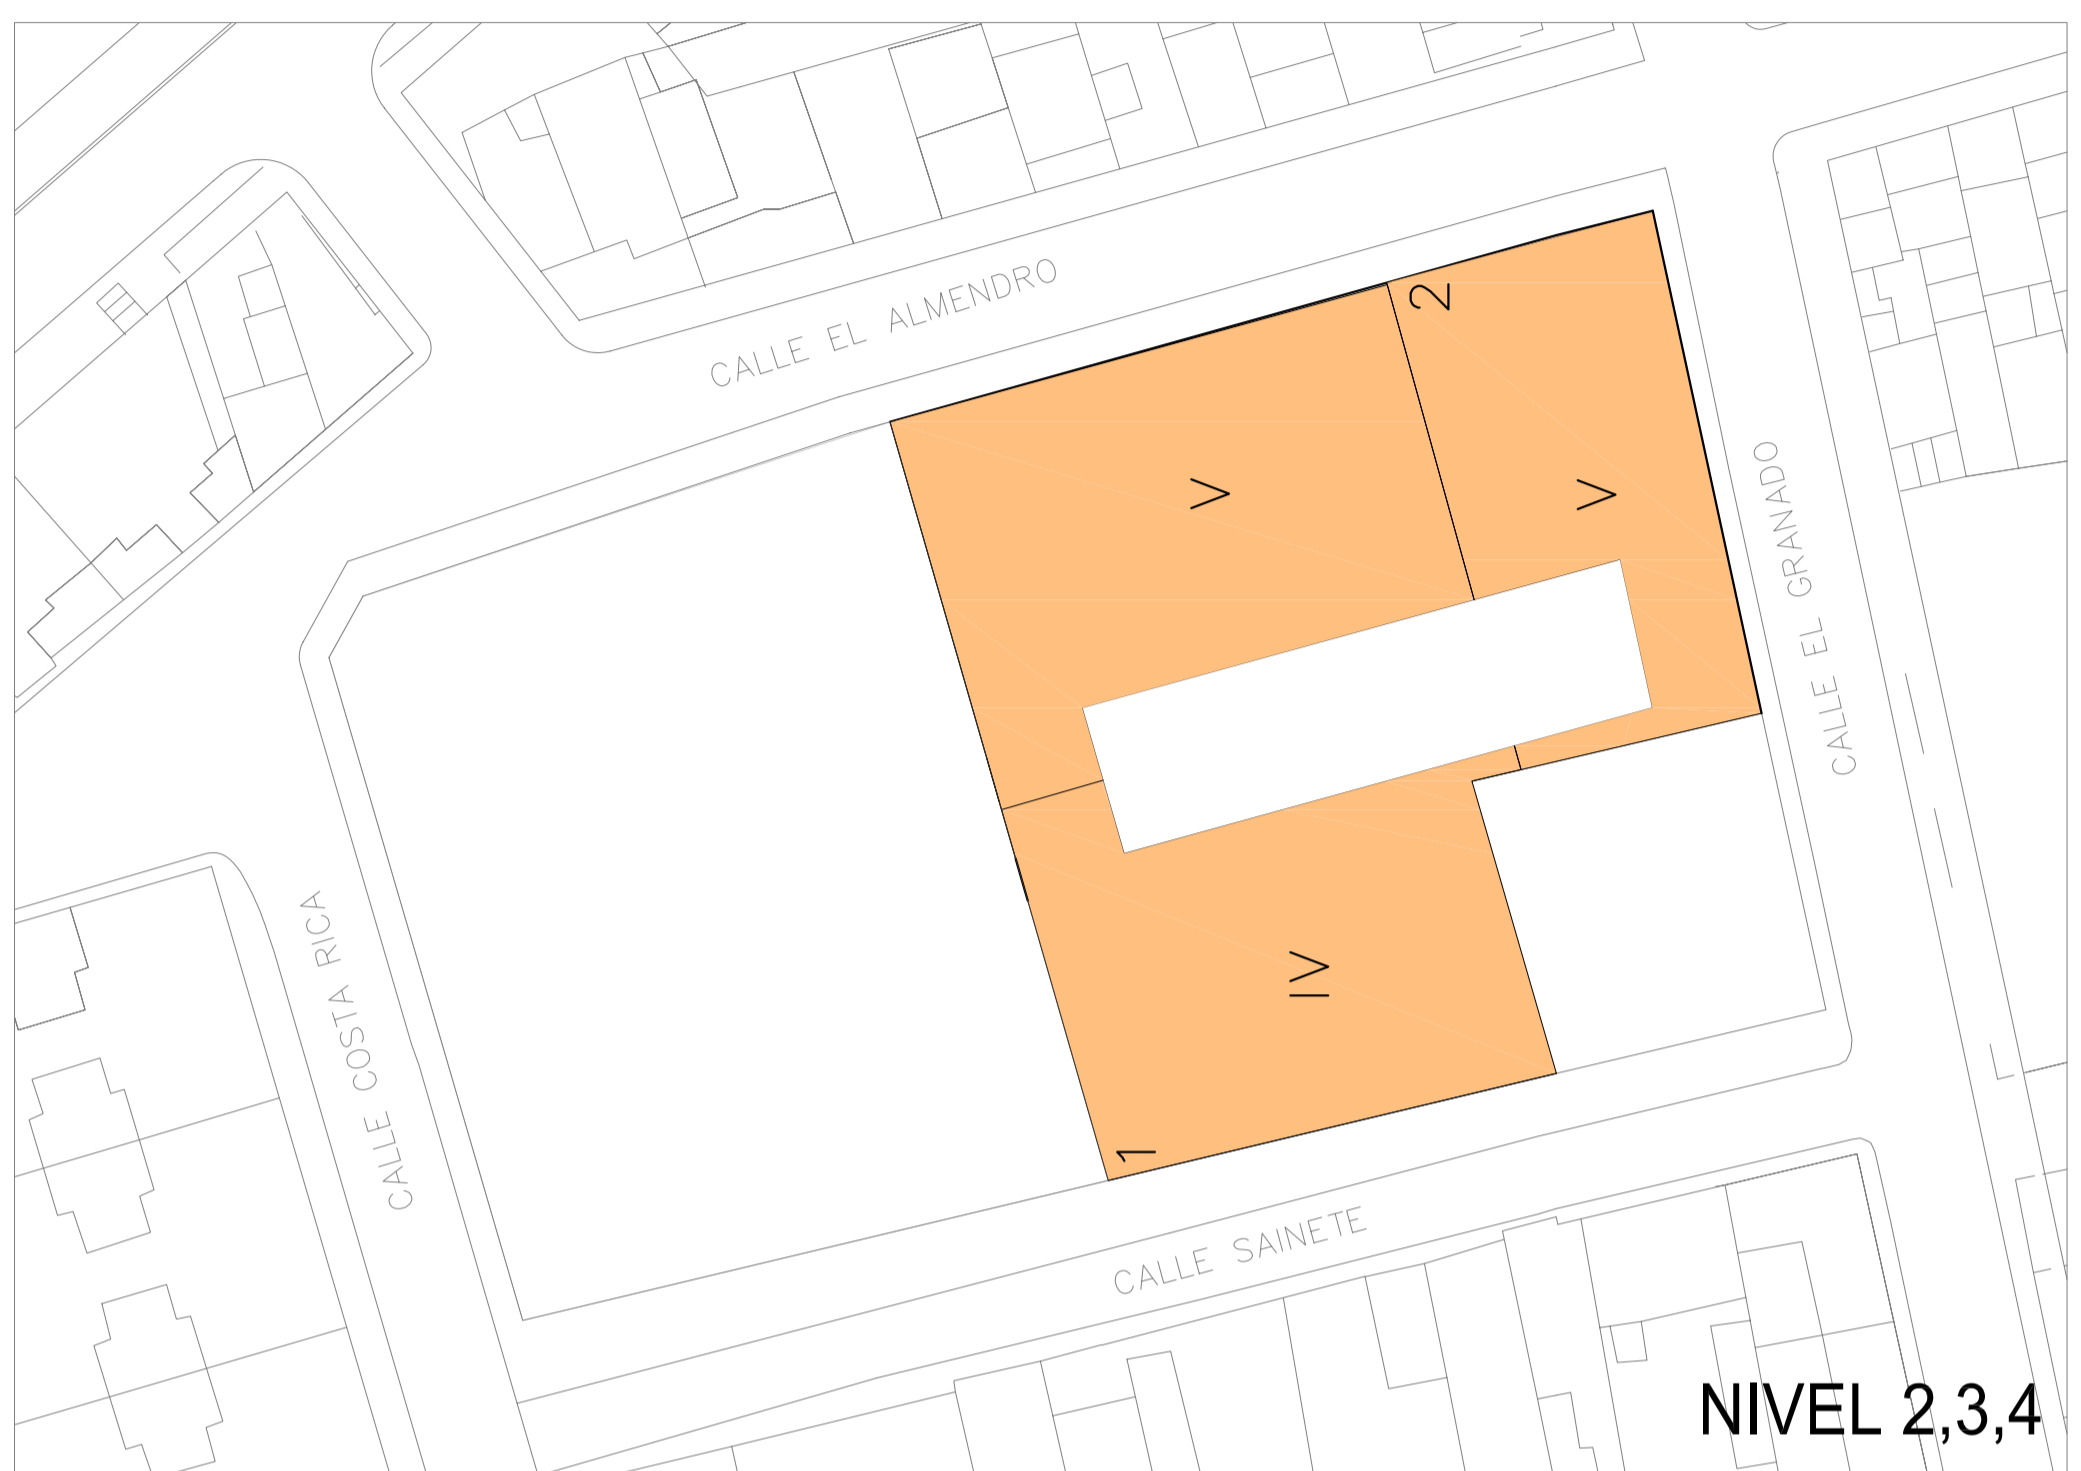 CALLE EL ALMENDRO
2
V
V
CALLE EL GRANADO
CALLE COSTA RICA
IV
1
CALLE SAINETE
NIVEL 2,3,4